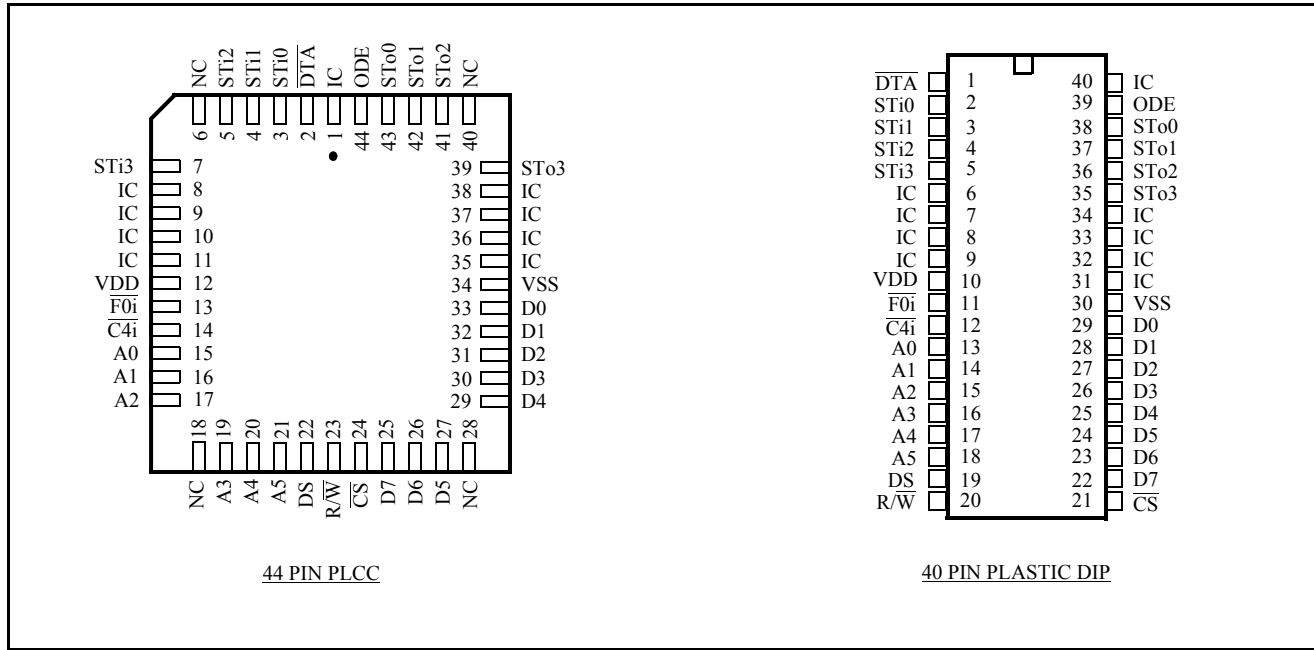 NC STi2 STi1 STi0 D̅T̅A̅ IC ODE STo0 STo1 STo2 NC
6 5 4 3 2 1 44 43 42 41 40
STi3 7 39 STo3
IC 8 38 IC
IC 9 37 IC
IC 10 36 IC
IC 11 35 IC
VDD 12 34 VSS
F̅0̅i̅ 13 33 D0
C̅4̅i̅ 14 32 D1
A0 15 31 D2
A1 16 30 D3
A2 17 29 D4
18 19 20 21 22 23 24 25 26 27 28
NC A3 A4 A5 DS R/W̅ C̅S̅ D7 D6 D5 NC
44 PIN PLCC
D̅T̅A̅ 1 40 IC
STi0 2 39 ODE
STi1 3 38 STo0
STi2 4 37 STo1
STi3 5 36 STo2
IC 6 35 STo3
IC 7 34 IC
IC 8 33 IC
IC 9 32 IC
VDD 10 31 IC
F̅0̅i̅ 11 30 VSS
C̅4̅i̅ 12 29 D0
A0 13 28 D1
A1 14 27 D2
A2 15 26 D3
A3 16 25 D4
A4 17 24 D5
A5 18 23 D6
DS 19 22 D7
R/W̅ 20 21 C̅S̅
40 PIN PLASTIC DIP